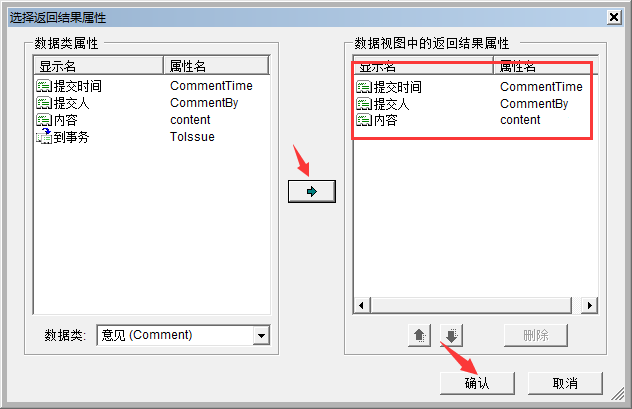 选择返回结果属性
数据类属性
显示名 属性名
提交时间 CommentTime
提交人 CommentBy
内容 content
到事务 ToIssue
数据类: 意见 (Comment)
数据视图中的返回结果属性
显示名 属性名
提交时间 CommentTime
提交人 CommentBy
内容 content
删除
确认 取消